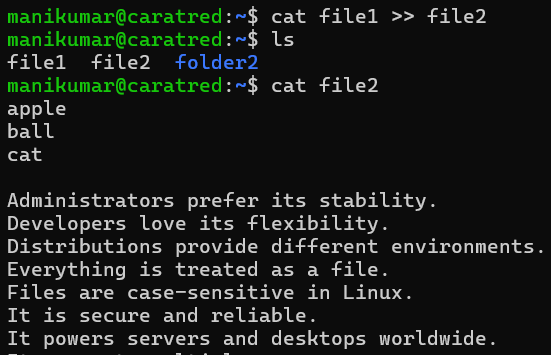 manikumar@caratred:~$ cat file1 >> file2
manikumar@caratred:~$ ls
file1  file2  folder2
manikumar@caratred:~$ cat file2
apple
ball
cat

Administrators prefer its stability.
Developers love its flexibility.
Distributions provide different environments.
Everything is treated as a file.
Files are case-sensitive in Linux.
It is secure and reliable.
It powers servers and desktops worldwide.